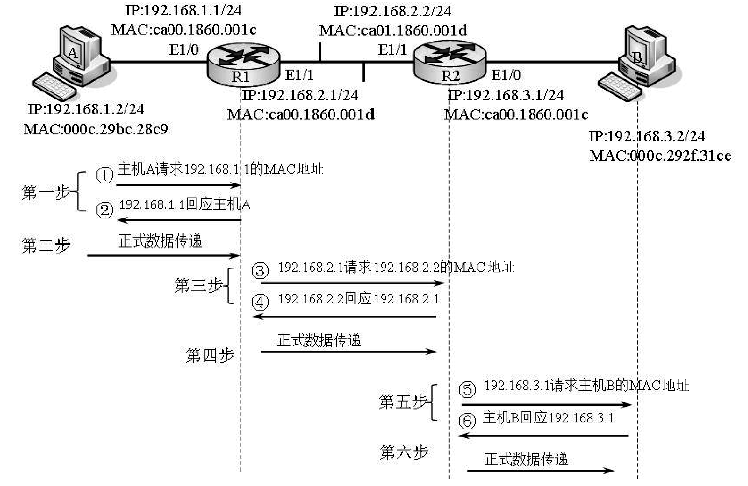 IP:192.168.1.1/24
MAC:ca00.1860.001c
IP:192.168.2.2/24
MAC:ca01.1860.001d
A
E1/0
R1
E1/1
E1/1
R2
E1/0
B
IP:192.168.1.2/24
MAC:000c.29bc.28c9
IP:192.168.2.1/24
MAC:ca00.1860.001d
IP:192.168.3.1/24
MAC:ca00.1860.001c
IP:192.168.3.2/24
MAC:000c.292f.31ce
第一步
① 主机A请求192.168.1.1的MAC地址
② 192.168.1.1回应主机A
第二步
正式数据传递
第三步
③ 192.168.2.1请求192.168.2.2的MAC地址
④ 192.168.2.2回应192.168.2.1
第四步
正式数据传递
第五步
⑤ 192.168.3.1请求主机B的MAC地址
⑥ 主机B回应192.168.3.1
第六步
正式数据传递